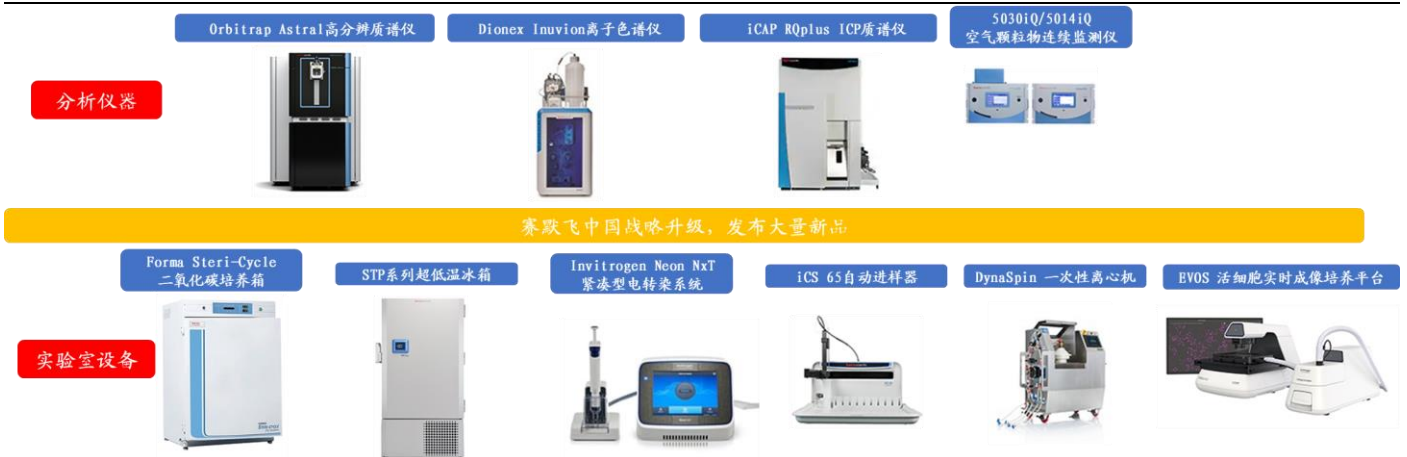 Orbitrap Astral高分辨质谱仪
Dionex Inuvion离子色谱仪
iCAP RQplus ICP质谱仪
5030iQ/5014iQ
空气颗粒物连续监测仪
分析仪器
赛默飞中国战略升级，发布大量新品
Forma Steri-Cycle
二氧化碳培养箱
STP系列超低温冰箱
Invitrogen Neon NxT
紧凑型电转染系统
iCS 65自动进样器
DynaSpin 一次性离心机
EVOS 活细胞实时成像培养平台
实验室设备